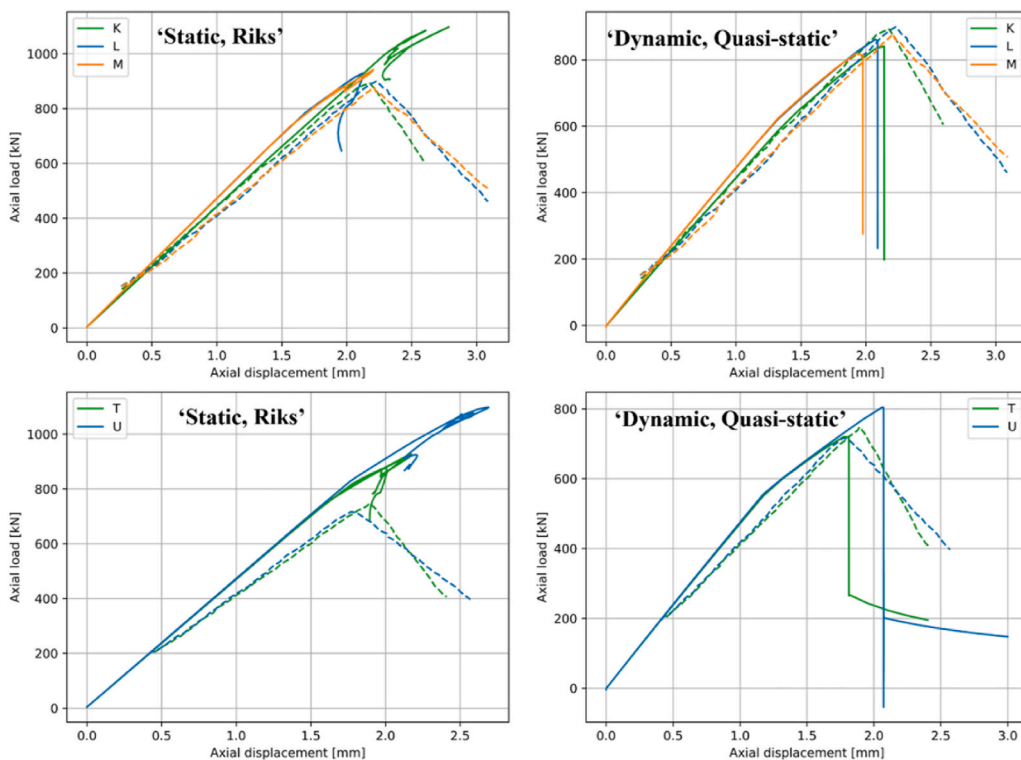 K
L
M
'Static, Riks'
1000
800
600
400
200
0
Axial load [kN]
0.0 0.5 1.0 1.5 2.0 2.5 3.0
Axial displacement [mm]
'Dynamic, Quasi-static'
K
L
M
800
600
400
200
0
Axial load [kN]
0.0 0.5 1.0 1.5 2.0 2.5 3.0
Axial displacement [mm]
T
U
'Static, Riks'
1000
800
600
400
200
0
Axial load [kN]
0.0 0.5 1.0 1.5 2.0 2.5
Axial displacement [mm]
'Dynamic, Quasi-static'
T
U
800
600
400
200
0
Axial load [kN]
0.0 0.5 1.0 1.5 2.0 2.5 3.0
Axial displacement [mm]